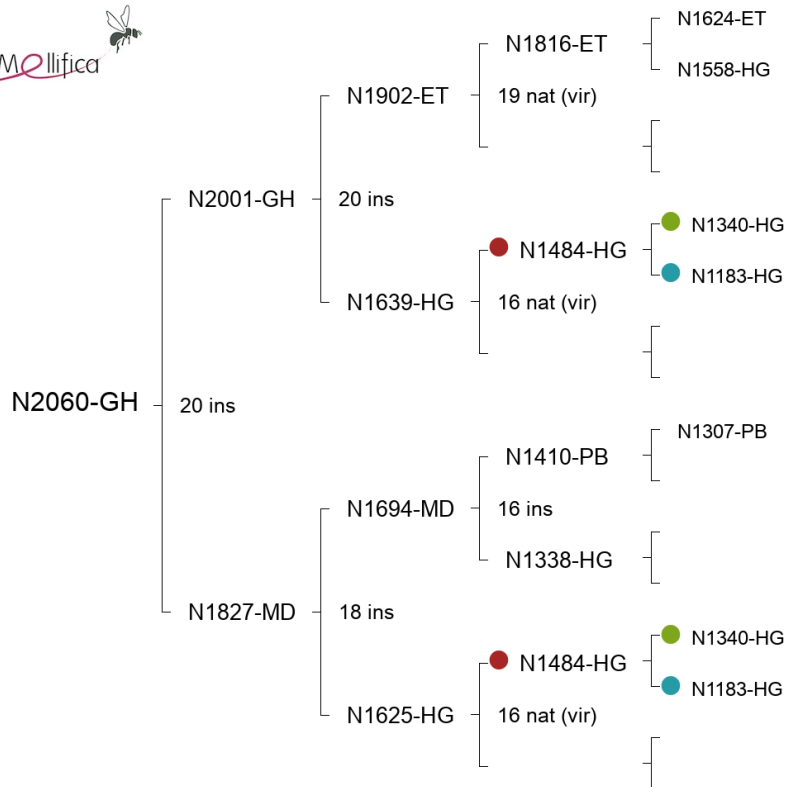 Mellifica
N1624-ET
N1816-ET
N1558-HG
N1902-ET
19 nat (vir)
N2001-GH
20 ins
N1340-HG
N1484-HG
N1183-HG
N1639-HG
16 nat (vir)
N2060-GH
20 ins
N1307-PB
N1410-PB
N1694-MD
16 ins
N1338-HG
N1827-MD
18 ins
N1340-HG
N1484-HG
N1183-HG
N1625-HG
16 nat (vir)